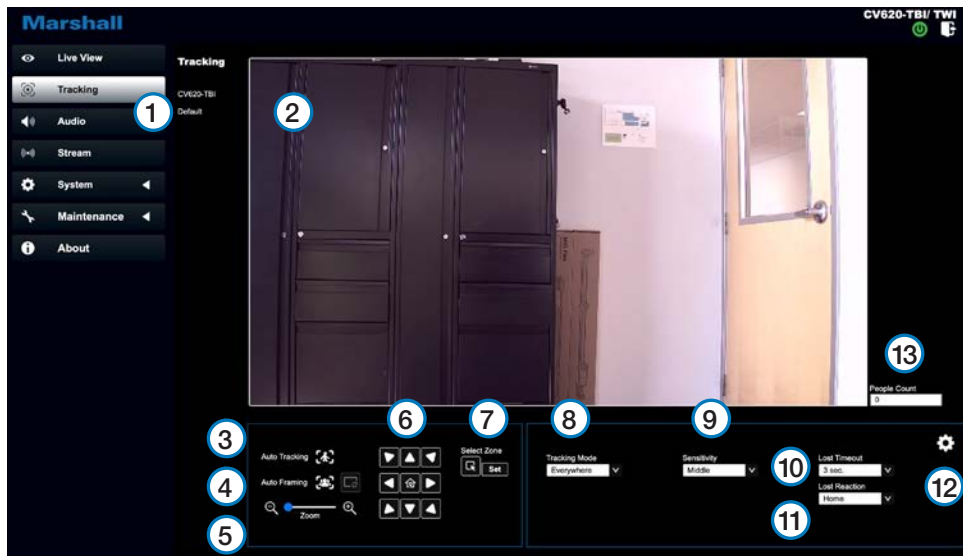 Marshall
CV620-TBI/ TWI
Live View
Tracking
Audio
Stream
System
Maintenance
About
1
Tracking
CV620-TBI
Default
2
13
People Count
0
3
Auto Tracking
4
Auto Framing
5
Zoom
6
7
Select Zone
Set
8
Tracking Mode
Everywhere
9
Sensitivity
Middle
10
Lost Timeout
3 sec.
11
Lost Reaction
Home
12